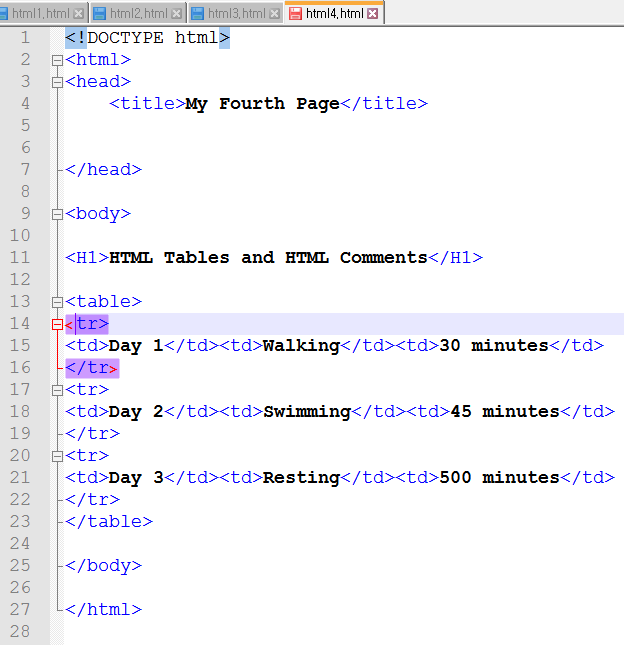 html1.html html2.html html3.html html4.html
1 <!DOCTYPE html>
2 <html>
3 <head>
4 <title>My Fourth Page</title>
5
6
7 </head>
8
9 <body>
10
11 <H1>HTML Tables and HTML Comments</H1>
12
13 <table>
14 <tr>
15 <td>Day 1</td><td>Walking</td><td>30 minutes</td>
16 </tr>
17 <tr>
18 <td>Day 2</td><td>Swimming</td><td>45 minutes</td>
19 </tr>
20 <tr>
21 <td>Day 3</td><td>Resting</td><td>500 minutes</td>
22 </tr>
23 </table>
24
25 </body>
26
27 </html>
28